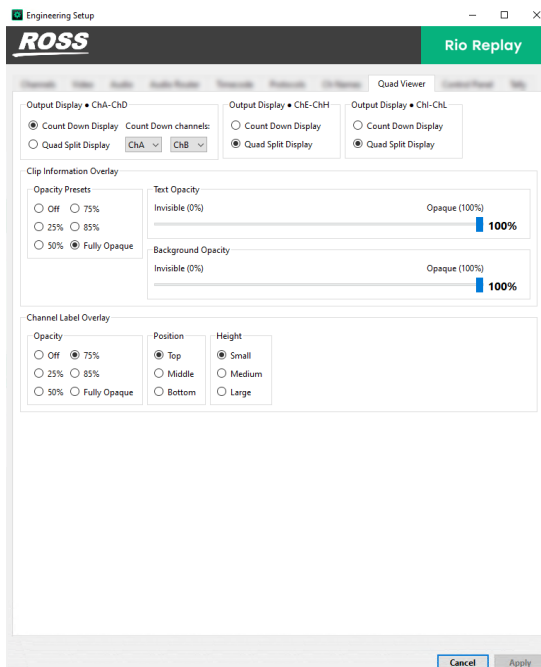 Engineering Setup
ROSS
Rio Replay
Quad Viewer
Output Display • ChA-ChD
Output Display • ChE-ChH
Output Display • ChI-ChL
Count Down Display Count Down channels:
Count Down Display
Count Down Display
Quad Split Display ChA ChB
Quad Split Display
Quad Split Display
Clip Information Overlay
Opacity Presets
Off 75%
25% 85%
50% Fully Opaque
Text Opacity
Invisible (0%) Opaque (100%)
100%
Background Opacity
Invisible (0%) Opaque (100%)
100%
Channel Label Overlay
Opacity
Off 75%
25% 85%
50% Fully Opaque
Position
Top
Middle
Bottom
Height
Small
Medium
Large
Cancel Apply